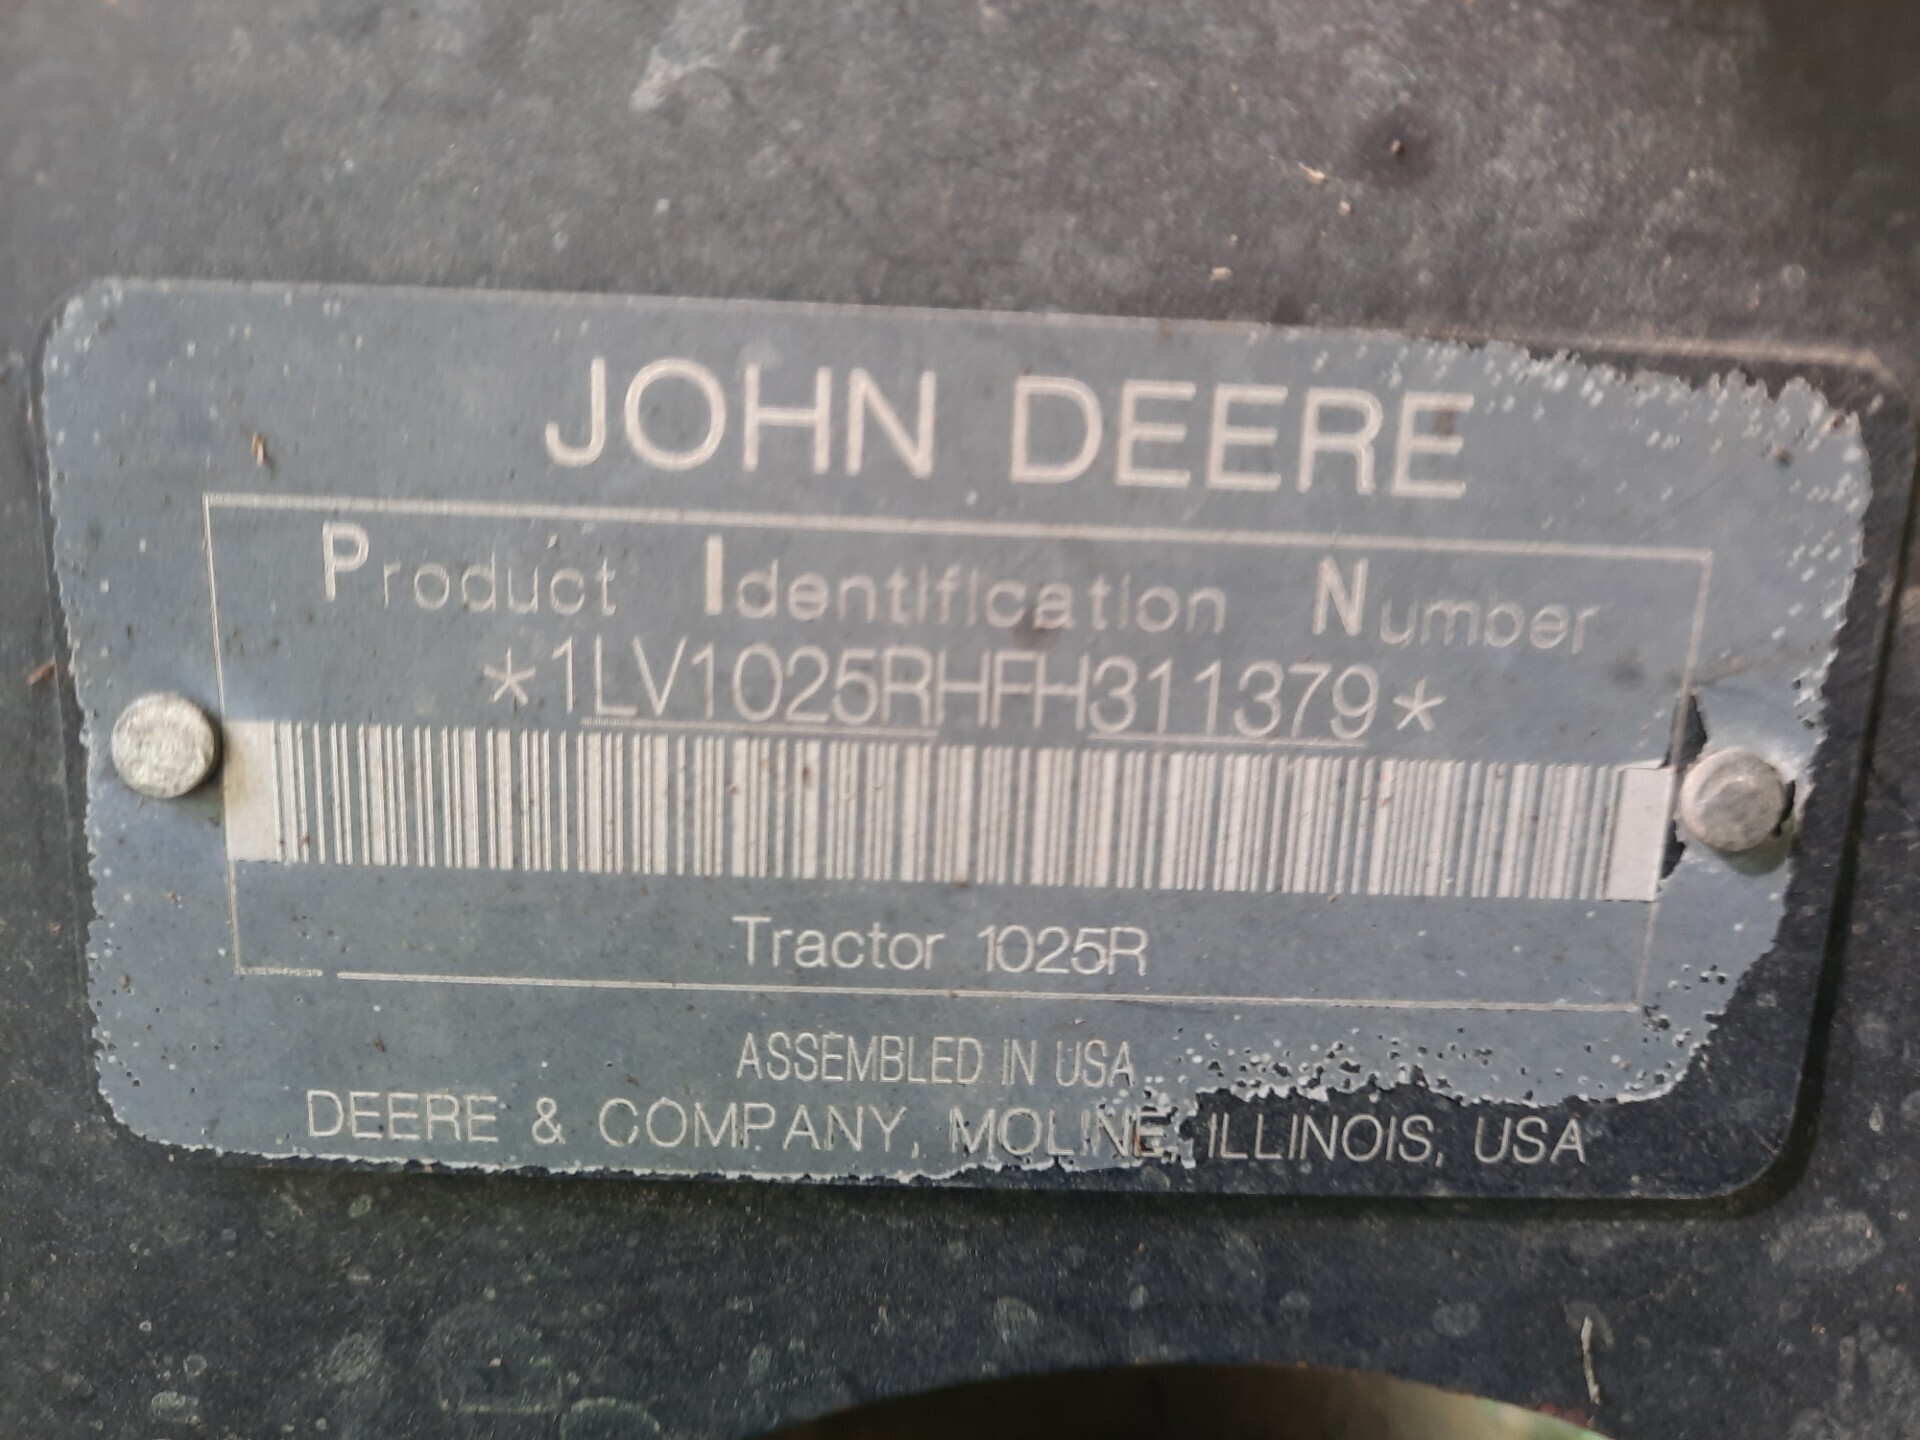 JOHN DEERE
Product Identification Number
*1LV1025RHFH311379*
Tractor 1025R
ASSEMBLED IN USA
DEERE & COMPANY, MOLINE, ILLINOIS, USA